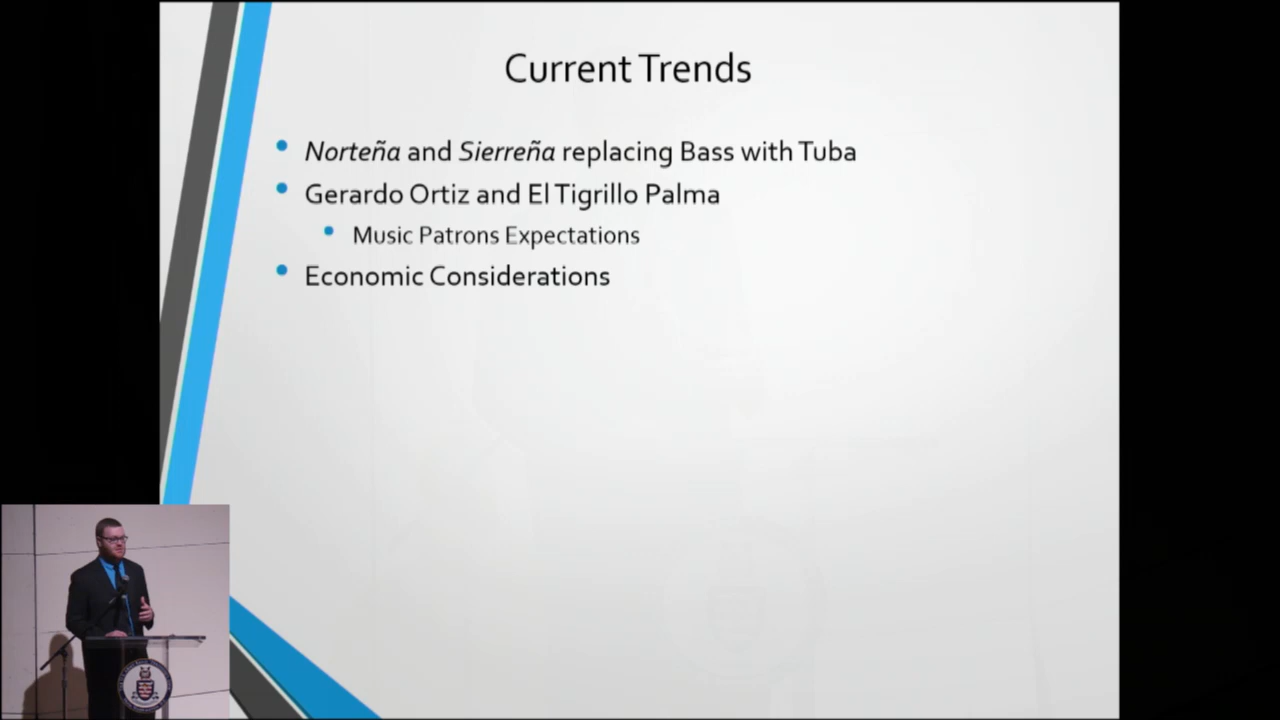 Current Trends
Norteña and Sierreña replacing Bass with Tuba
Gerardo Ortiz and El Tigrillo Palma
Music Patrons Expectations
Economic Considerations